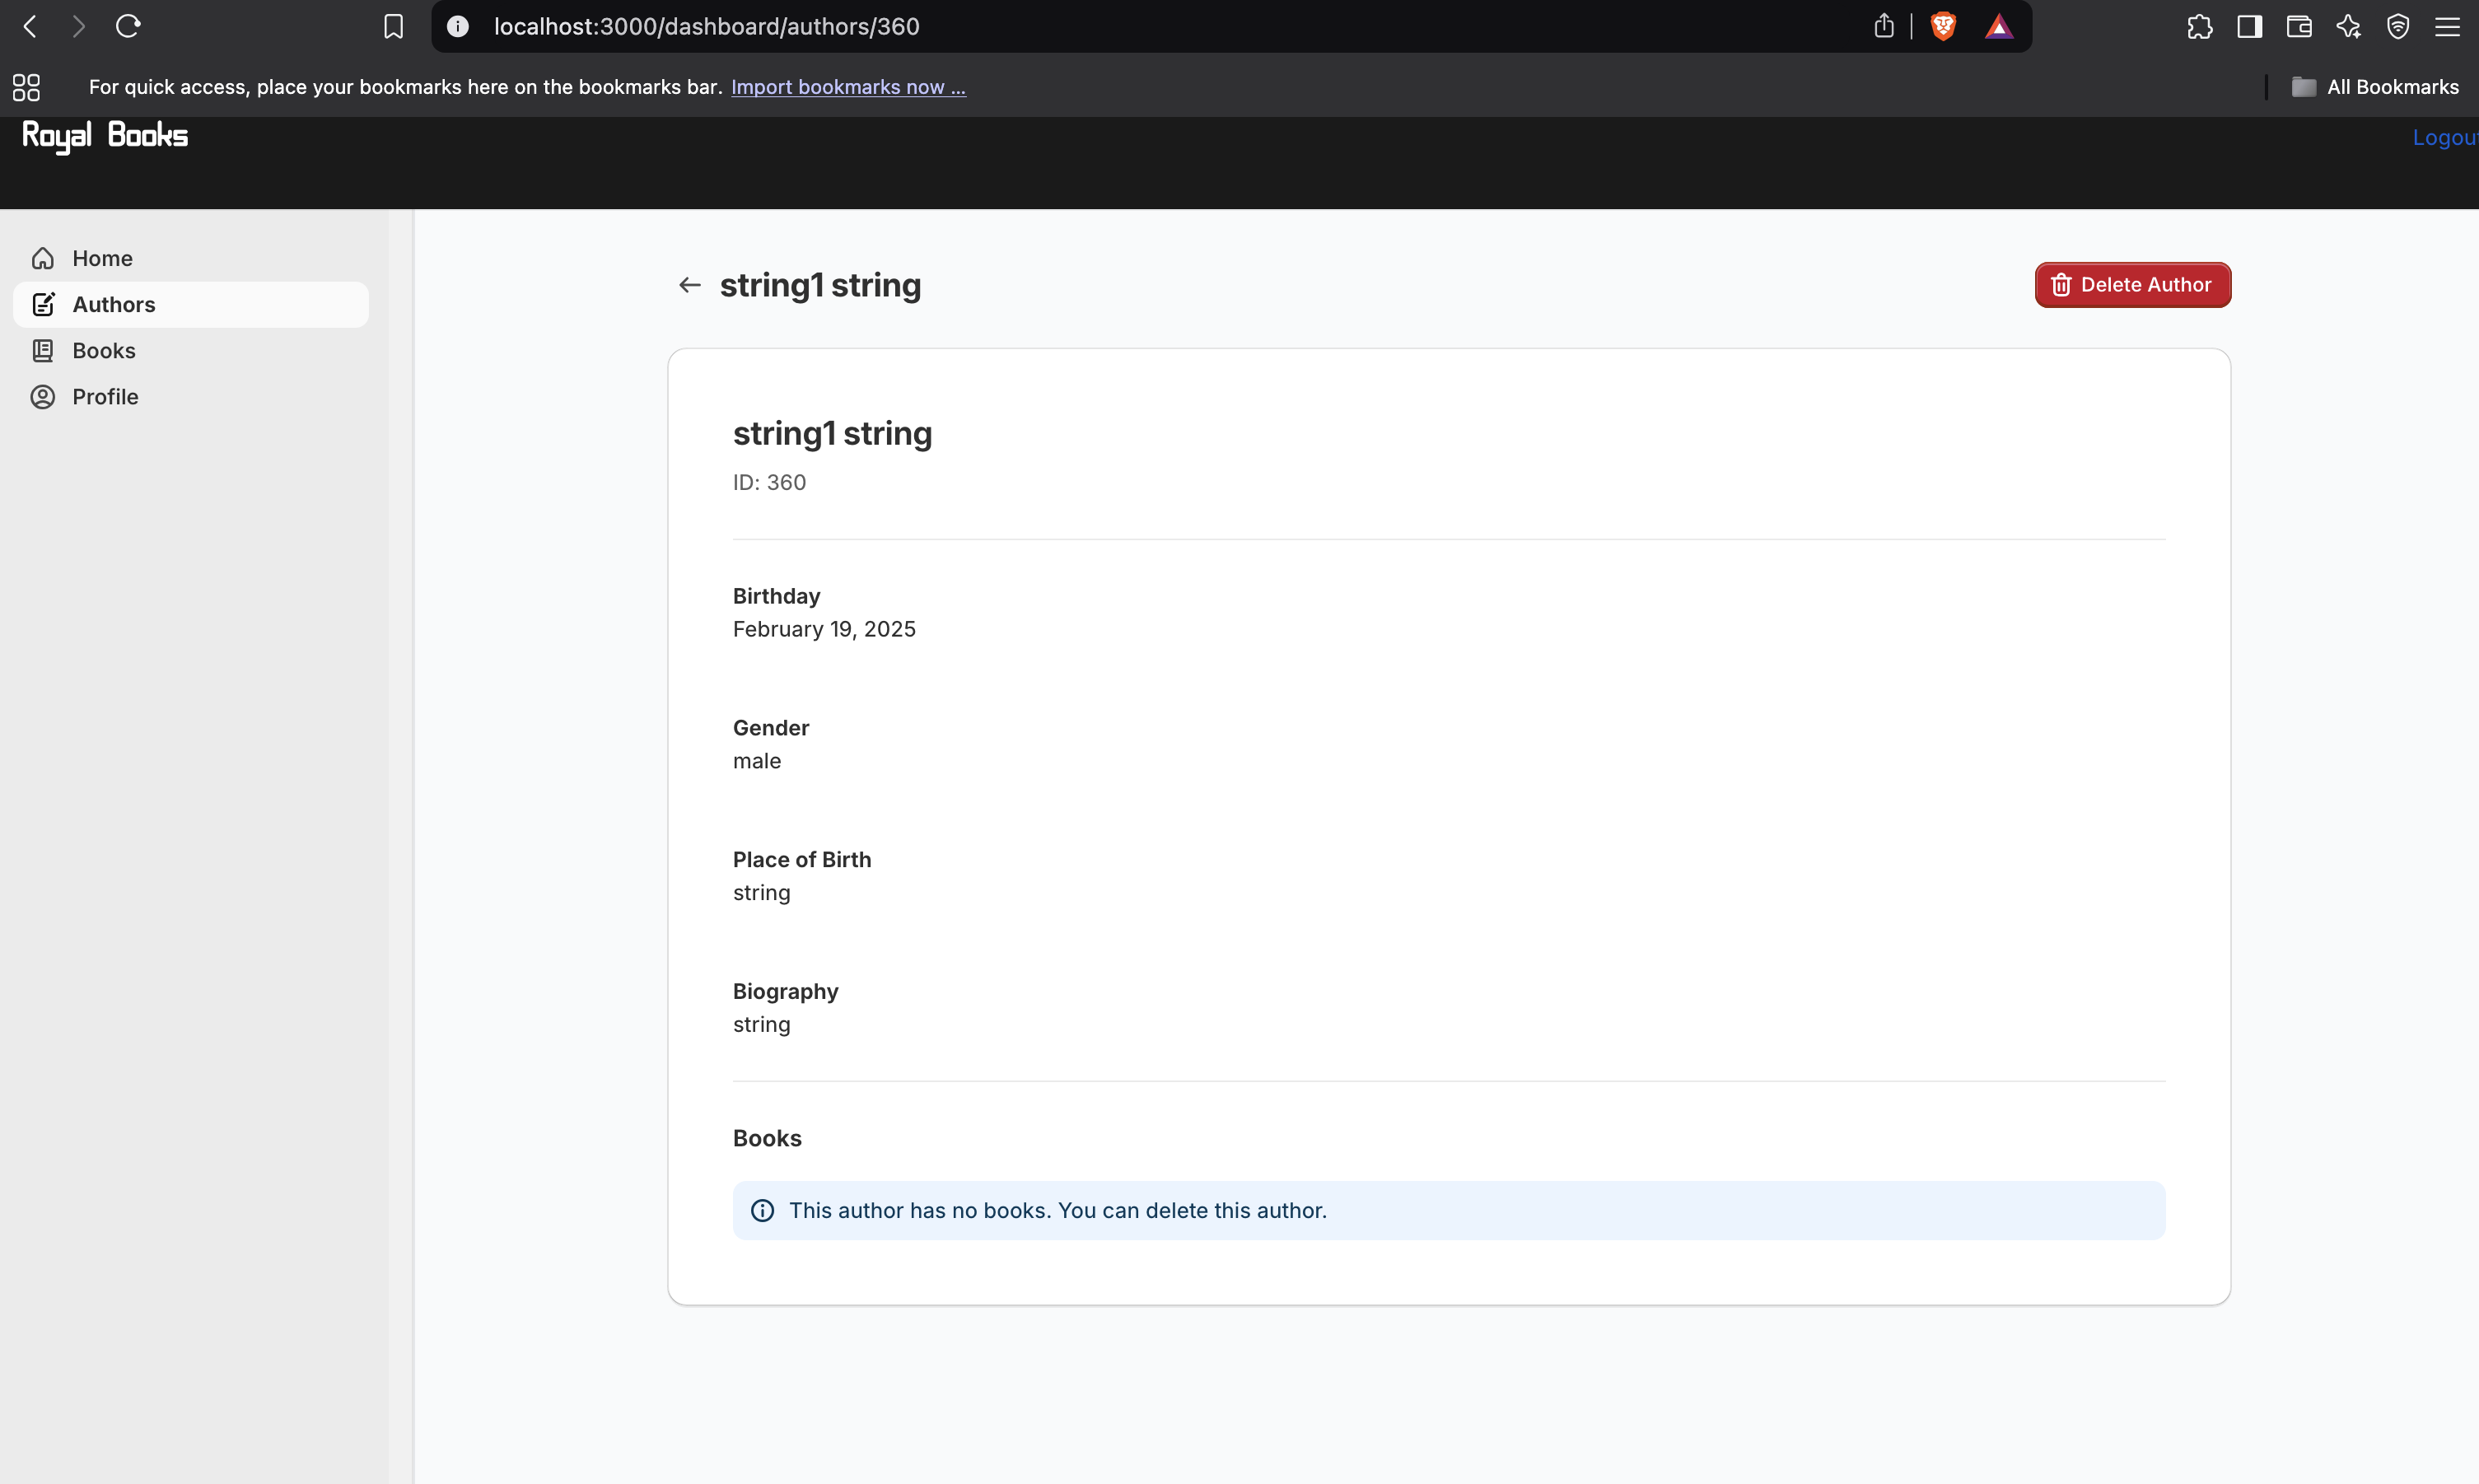 localhost:3000/dashboard/authors/360
For quick access, place your bookmarks here on the bookmarks bar. Import bookmarks now ...
All Bookmarks
Royal Books
Logout
Home
Authors
Books
Profile
string1 string
Delete Author
string1 string
ID: 360
Birthday
February 19, 2025
Gender
male
Place of Birth
string
Biography
string
Books
This author has no books. You can delete this author.